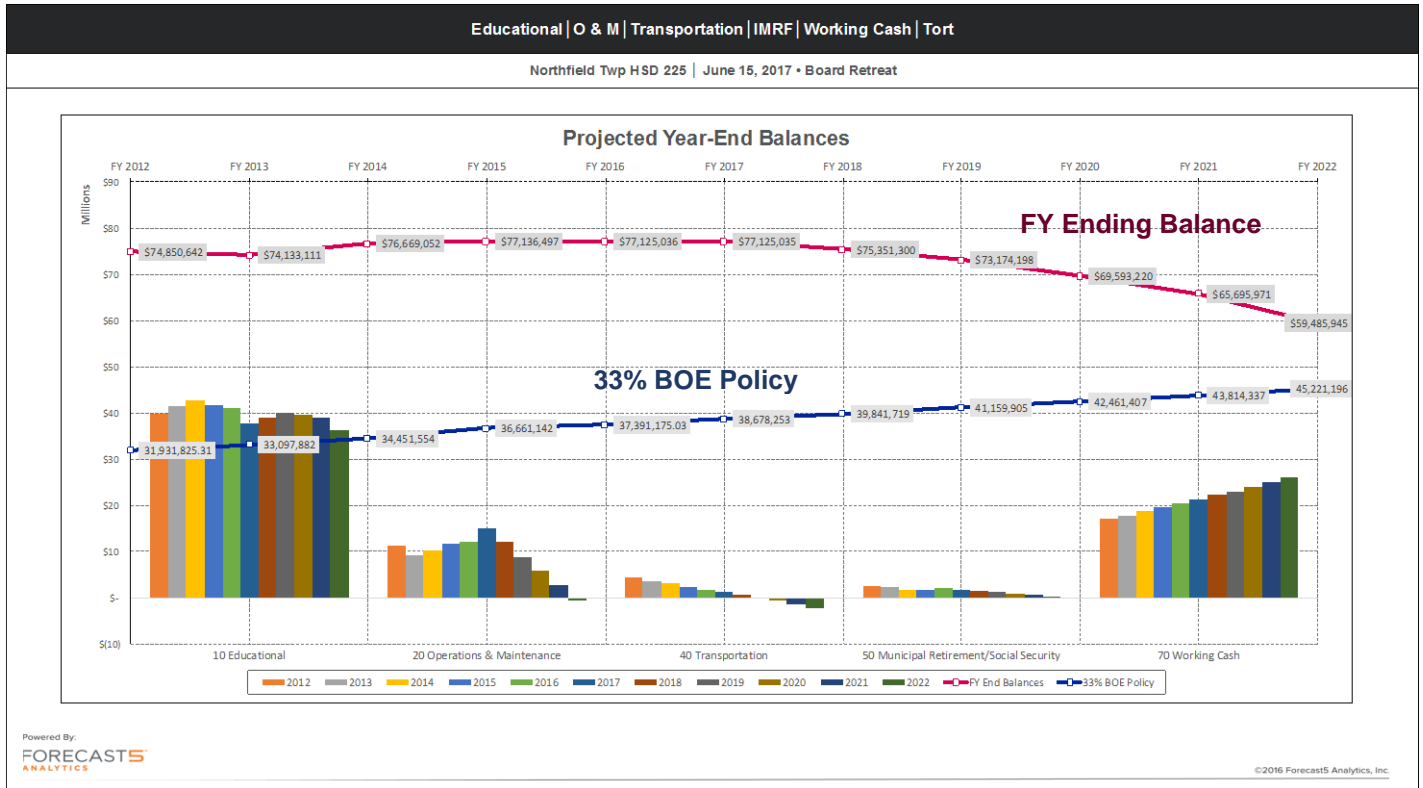 Educational│O & M│Transportation│IMRF│Working Cash│Tort
Northfield Twp HSD 225 │ June 15, 2017 • Board Retreat
Projected Year-End Balances
FY 2012 FY 2013 FY 2014 FY 2015 FY 2016 FY 2017 FY 2018 FY 2019 FY 2020 FY 2021 FY 2022
Millions
$90
$80
$70
$60
$50
$40
$30
$20
$10
$-
$(10)
FY Ending Balance
$74,850,642 $74,133,111 $76,669,052 $77,136,497 $77,125,036 $77,125,035 $75,351,300 $73,174,198 $69,593,220 $65,695,971 $59,485,945
33% BOE Policy
31,931,825.31 33,097,882 34,451,554 36,661,142 37,391,175.03 38,678,253 39,841,719 41,159,905 42,461,407 43,814,337 45,221,196
10 Educational 20 Operations & Maintenance 40 Transportation 50 Municipal Retirement/Social Security 70 Working Cash
2012 2013 2014 2015 2016 2017 2018 2019 2020 2021 2022 FY End Balances 33% BOE Policy
Powered By:
FORECAST5
ANALYTICS
©2016 Forecast5 Analytics, Inc.